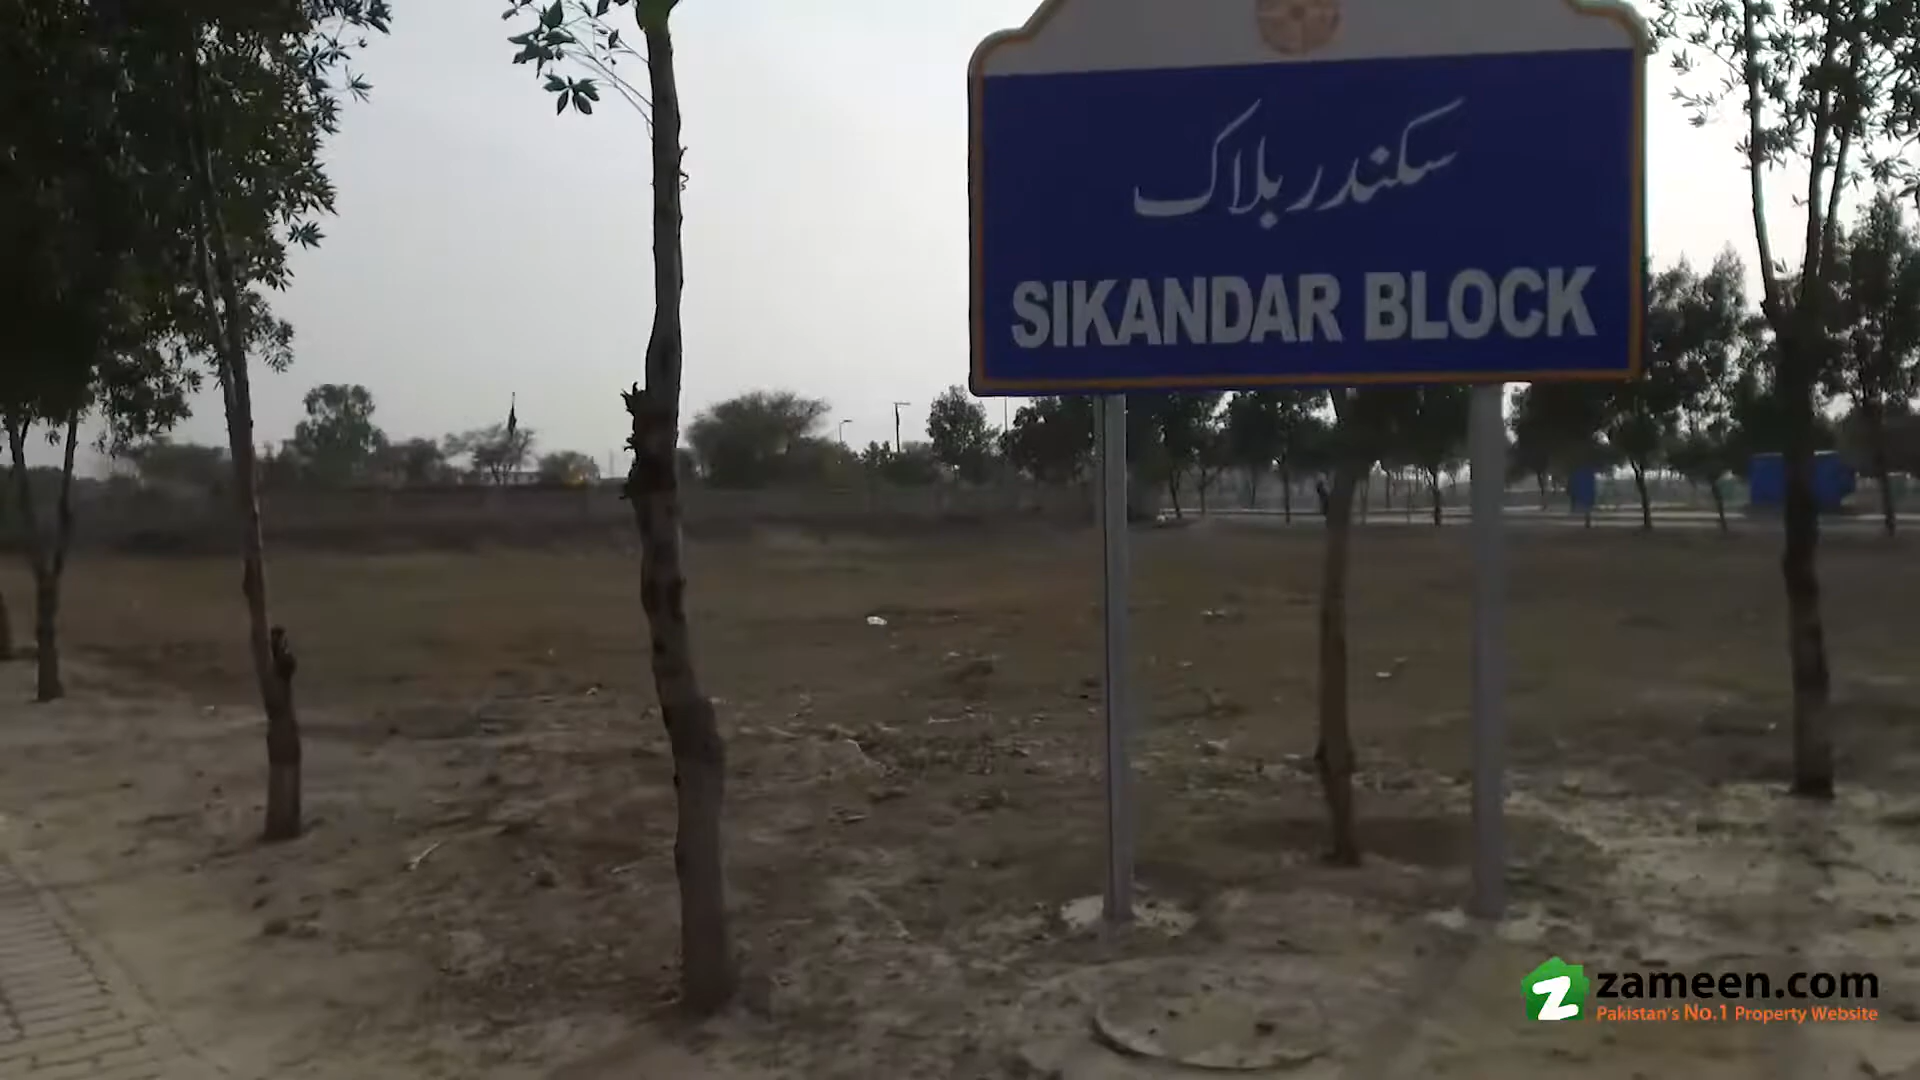 سکندر بلاک
SIKANDAR BLOCK
zameen.com
Pakistan's No.1 Property Website